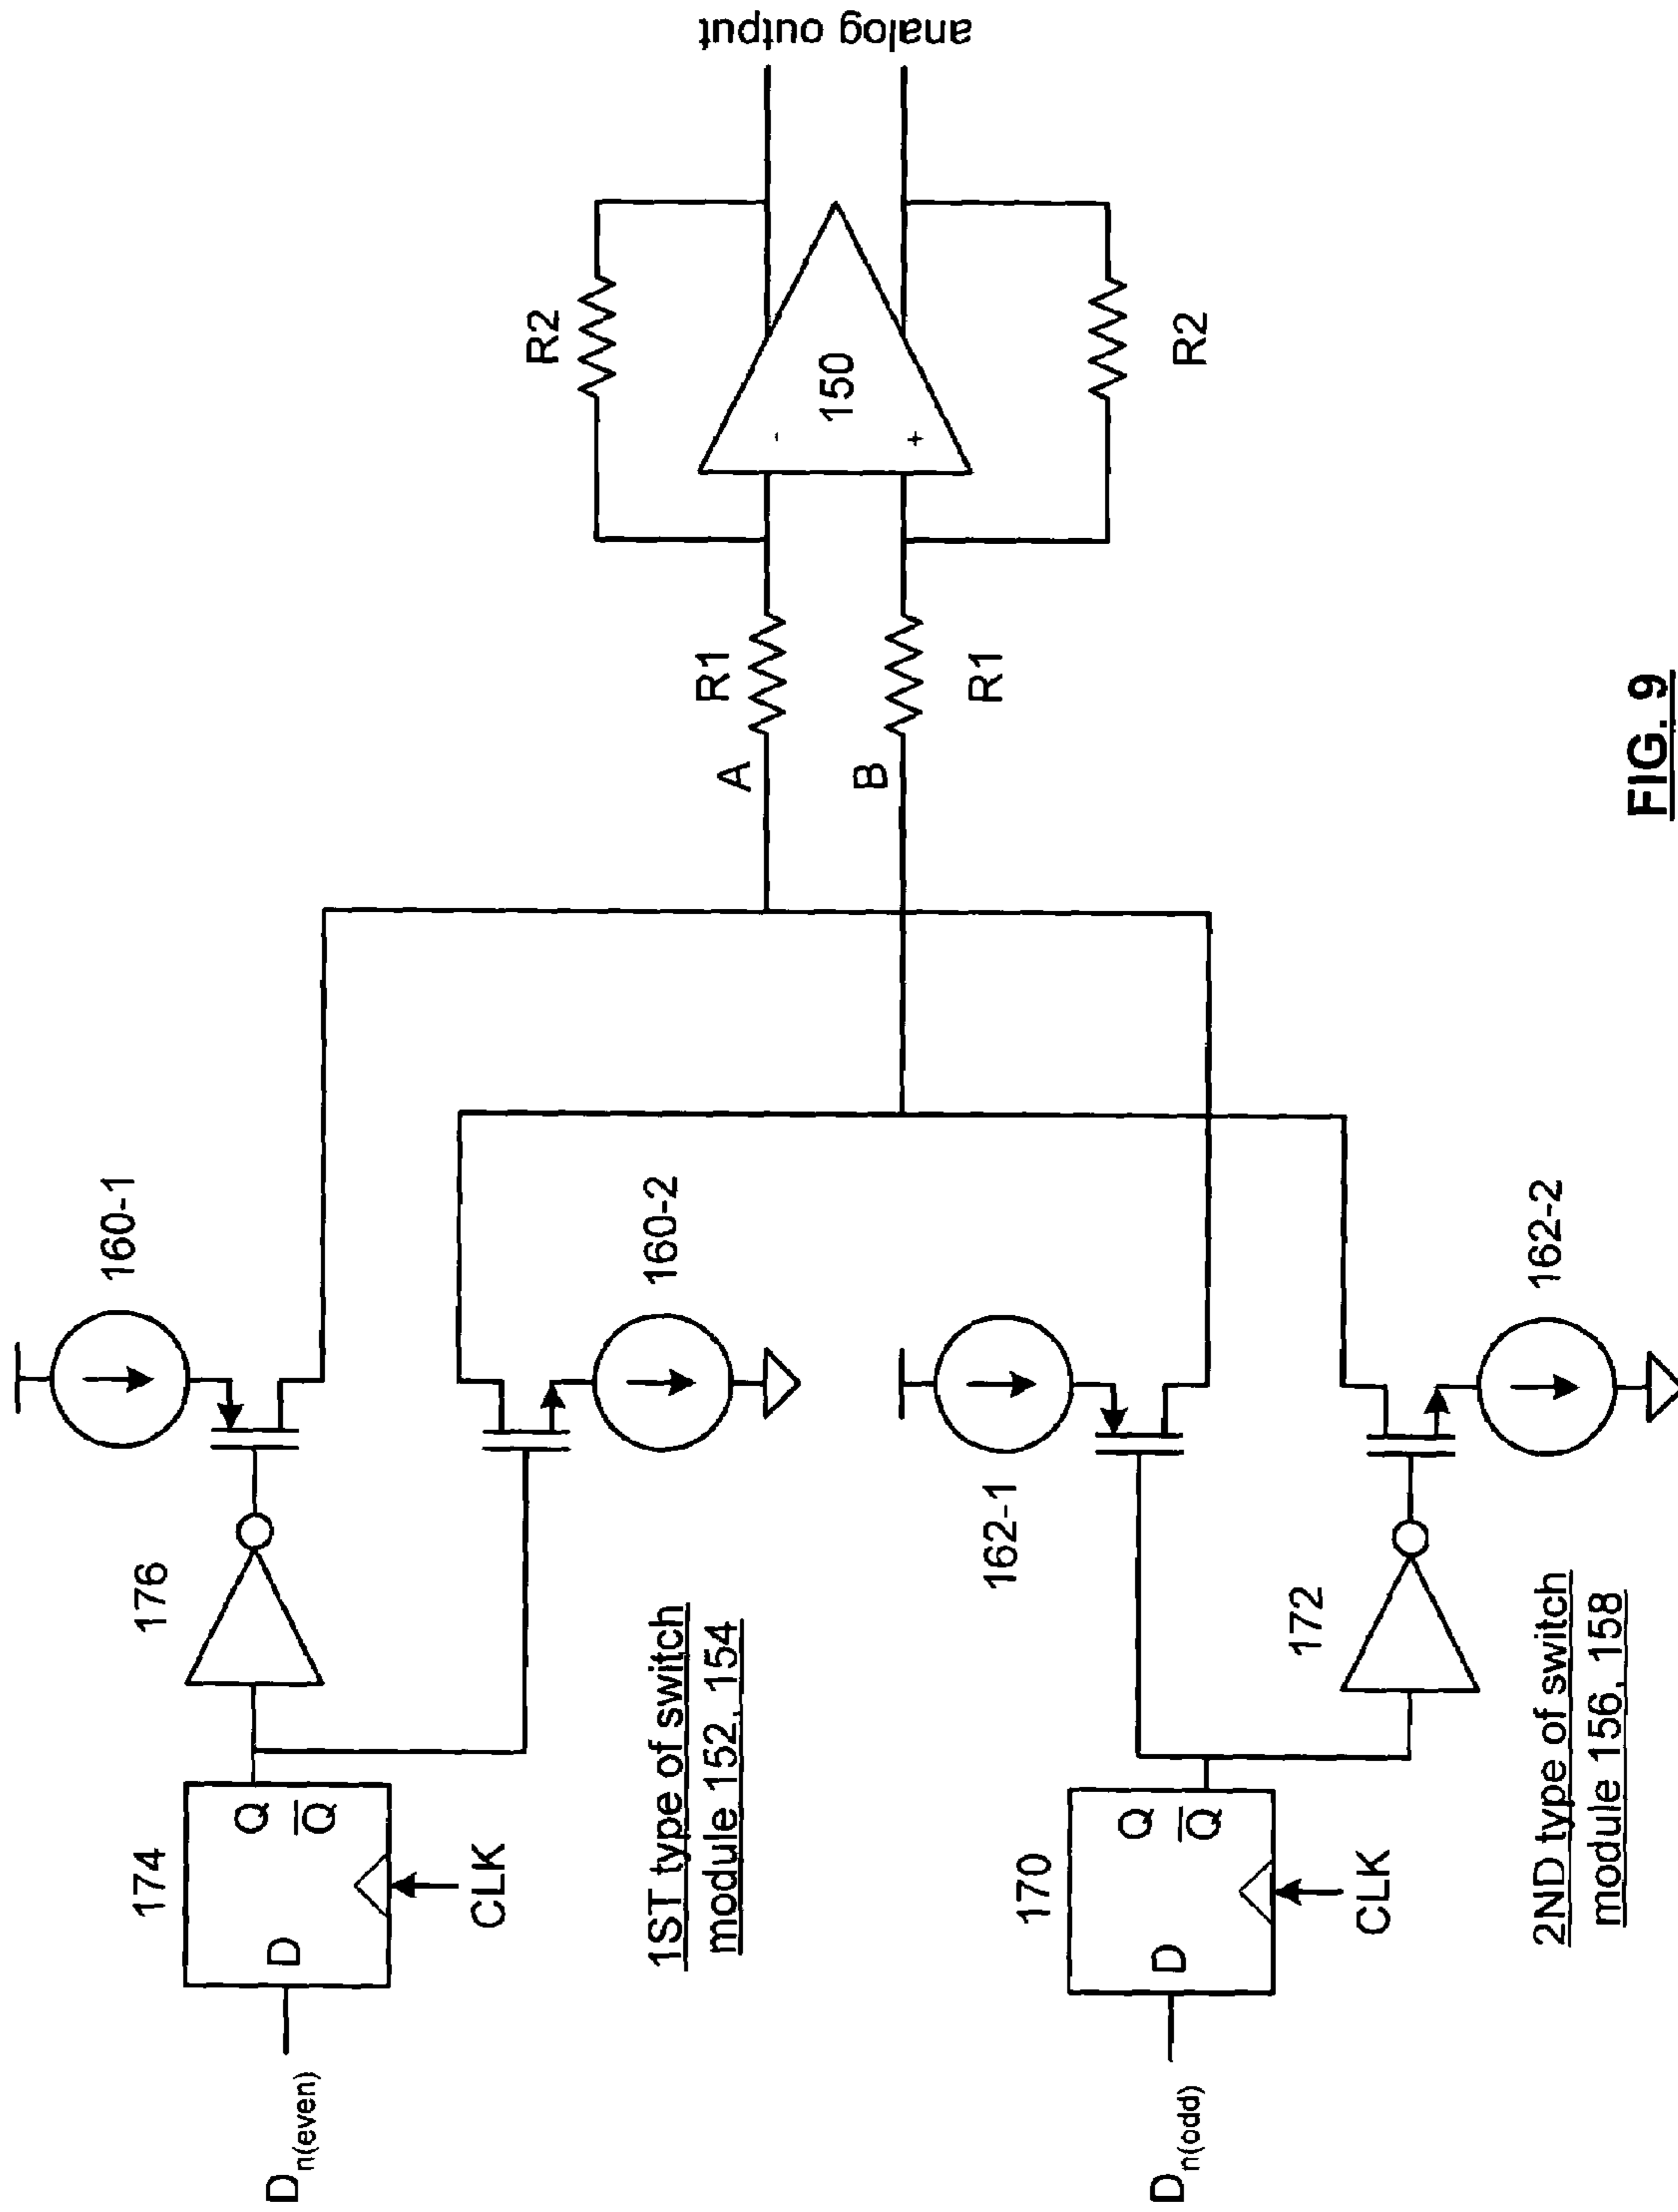 D_n(even)
174
D
Q
Q̅
CLK
176
160-1
160-2
1ST type of switch
module 152, 154
D_n(odd)
170
D
Q
Q̅
CLK
172
162-1
162-2
2ND type of switch
module 156, 158
A
B
R1
R1
R2
R2
150
-
+
analog output
FIG. 9